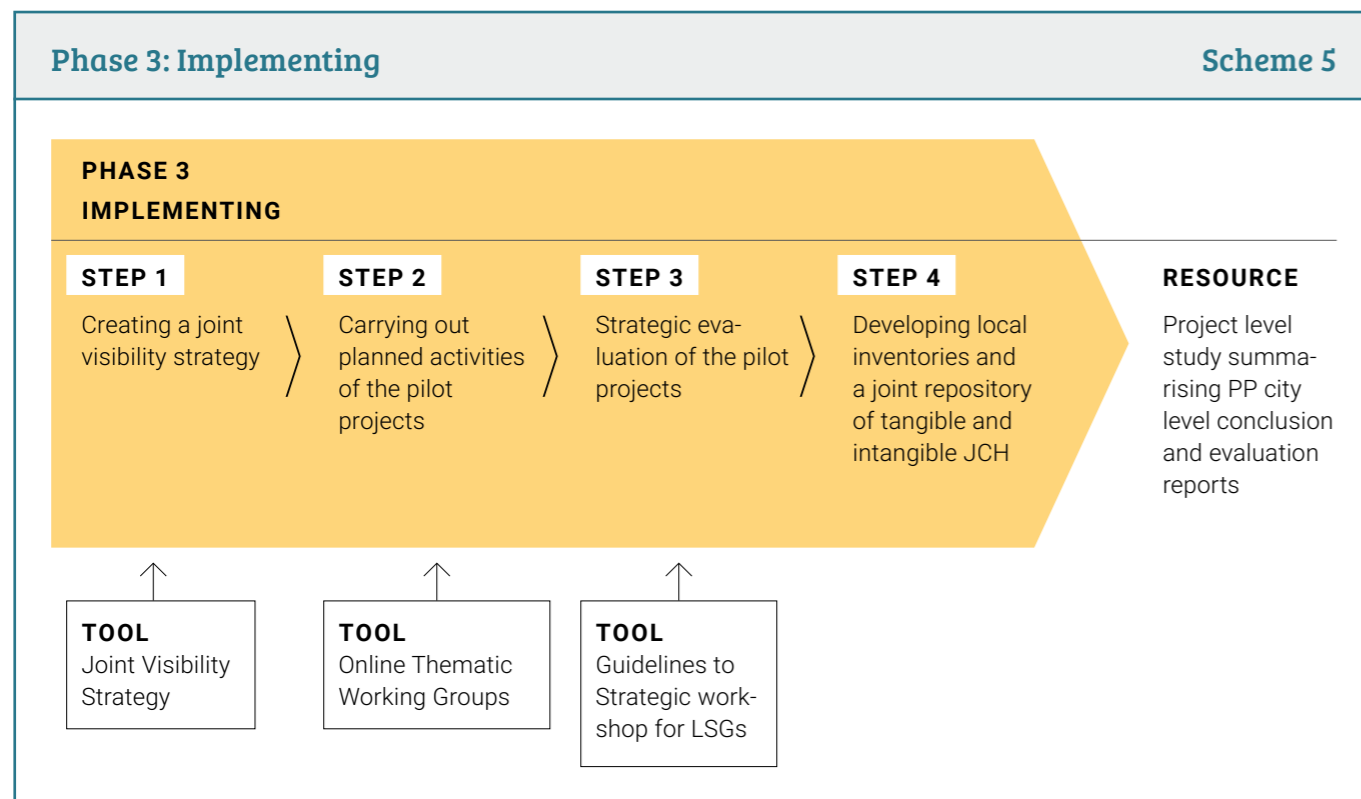 Phase 3: Implementing
Scheme 5
PHASE 3
IMPLEMENTING
STEP 1
Creating a joint
visibility strategy
STEP 2
Carrying out
planned activities
of the pilot
projects
STEP 3
Strategic eva-
luation of the pilot
projects
STEP 4
Developing local
inventories and
a joint repository
of tangible and
intangible JCH
RESOURCE
Project level
study summa-
rising PP city
level conclusion
and evaluation
reports
TOOL
Joint Visibility
Strategy
TOOL
Online Thematic
Working Groups
TOOL
Guidelines to
Strategic work-
shop for LSGs